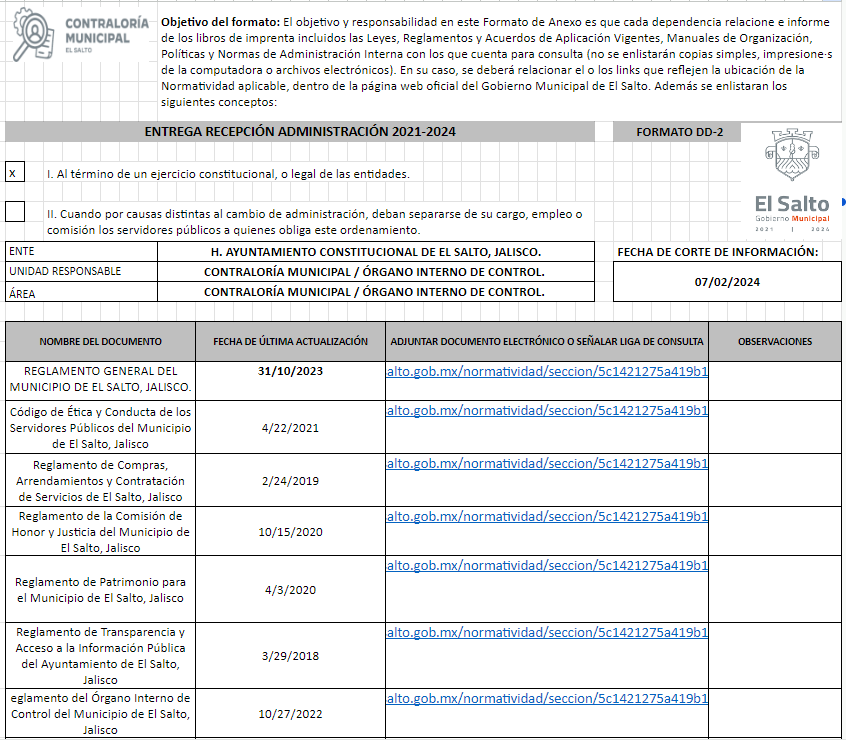 CONTRALORÍA
MUNICIPAL
EL SALTO
Objetivo del formato: El objetivo y responsabilidad en este Formato de Anexo es que cada dependencia relacione e informe
de los libros de imprenta incluidos las Leyes, Reglamentos y Acuerdos de Aplicación Vigentes, Manuales de Organización,
Políticas y Normas de Administración Interna con los que cuenta para consulta (no se enlistarán copias simples, impresione·s
de la computadora o archivos electrónicos). En su caso, se deberá relacionar el o los links que reflejen la ubicación de la
Normatividad aplicable, dentro de la página web oficial del Gobierno Municipal de El Salto. Además se enlistaran los
siguientes conceptos:
ENTREGA RECEPCIÓN ADMINISTRACIÓN 2021-2024
FORMATO DD-2
x
I. Al término de un ejercicio constitucional, o legal de las entidades.
II. Cuando por causas distintas al cambio de administración, deban separarse de su cargo, empleo o
comisión los servidores públicos a quienes obliga este ordenamiento.
El Salto
Gobierno Municipal
2021 | 2024
ENTE
H. AYUNTAMIENTO CONSTITUCIONAL DE EL SALTO, JALISCO.
FECHA DE CORTE DE INFORMACIÓN:
UNIDAD RESPONSABLE
CONTRALORÍA MUNICIPAL / ÓRGANO INTERNO DE CONTROL.
07/02/2024
ÁREA
CONTRALORÍA MUNICIPAL / ÓRGANO INTERNO DE CONTROL.
NOMBRE DEL DOCUMENTO
FECHA DE ÚLTIMA ACTUALIZACIÓN
ADJUNTAR DOCUMENTO ELECTRÓNICO O SEÑALAR LIGA DE CONSULTA
OBSERVACIONES
REGLAMENTO GENERAL DEL
MUNICIPIO DE EL SALTO, JALISCO.
31/10/2023
alto.gob.mx/normatividad/seccion/5c1421275a419b1
Código de Ética y Conducta de los
Servidores Públicos del Municipio
de El Salto, Jalisco
4/22/2021
alto.gob.mx/normatividad/seccion/5c1421275a419b1
Reglamento de Compras,
Arrendamientos y Contratación
de Servicios de El Salto, Jalisco
2/24/2019
alto.gob.mx/normatividad/seccion/5c1421275a419b1
Reglamento de la Comisión de
Honor y Justicia del Municipio de
El Salto, Jalisco
10/15/2020
alto.gob.mx/normatividad/seccion/5c1421275a419b1
Reglamento de Patrimonio para
el Municipio de El Salto, Jalisco
4/3/2020
alto.gob.mx/normatividad/seccion/5c1421275a419b1
Reglamento de Transparencia y
Acceso a la Información Pública
del Ayuntamiento de El Salto,
Jalisco
3/29/2018
alto.gob.mx/normatividad/seccion/5c1421275a419b1
eglamento del Órgano Interno de
Control del Municipio de El Salto,
Jalisco
10/27/2022
alto.gob.mx/normatividad/seccion/5c1421275a419b1